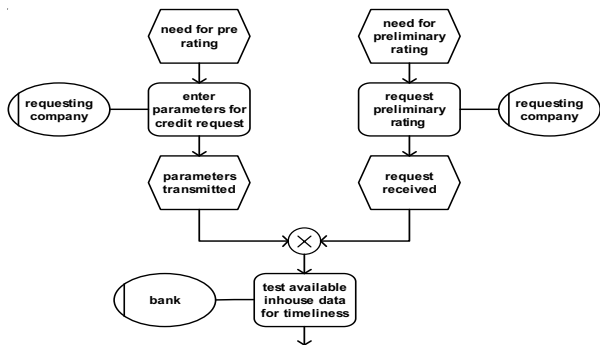 need for pre
rating
need for
preliminary
rating
requesting
company
enter
parameters for
credit request
request
preliminary
rating
requesting
company
parameters
transmitted
request
received
bank
test available
inhouse data
for timeliness